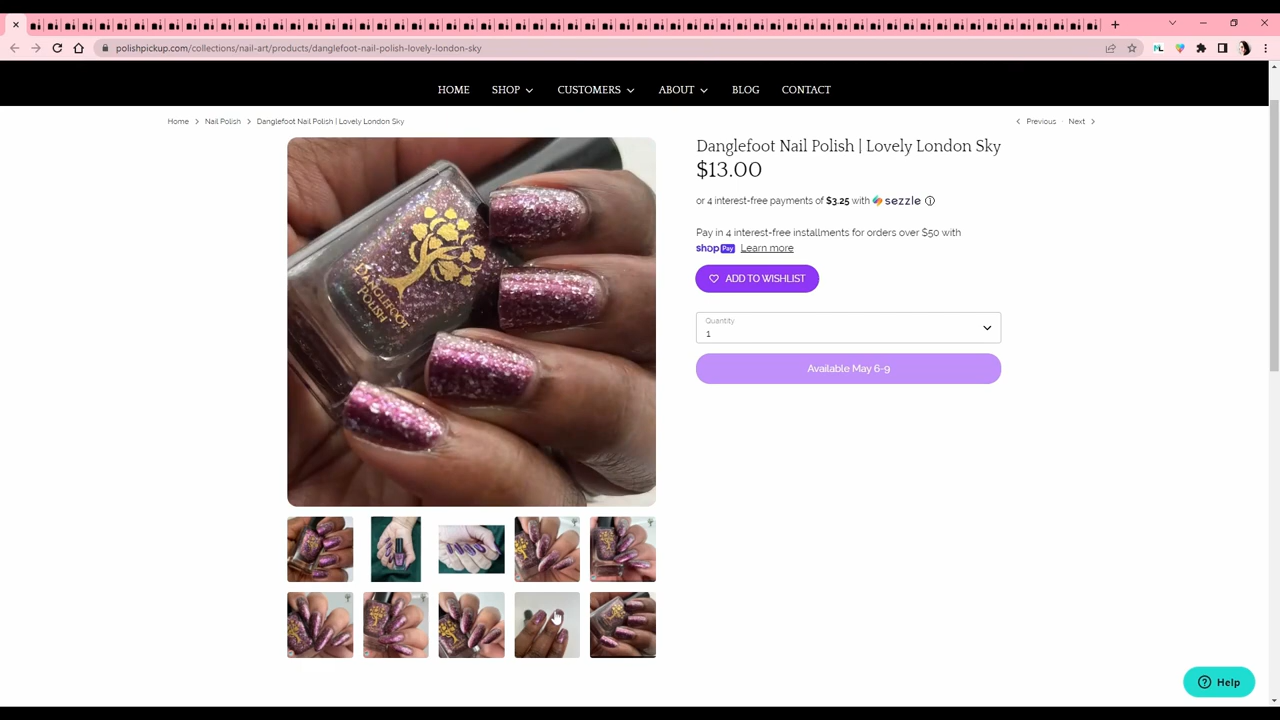 polishpickup.com/collections/nail-art/products/danglefoot-nail-polish-lovely-london-sky
HOME SHOP CUSTOMERS ABOUT BLOG CONTACT
Home > Nail Polish > Danglefoot Nail Polish | Lovely London Sky
< Previous Next >
Danglefoot Nail Polish | Lovely London Sky
$13.00
or 4 interest-free payments of $3.25 with sezzle
Pay in 4 interest-free installments for orders over $50 with
shop Pay Learn more
ADD TO WISHLIST
Quantity
1
Available May 6-9
DANGLEFOOT
POLISH
Help